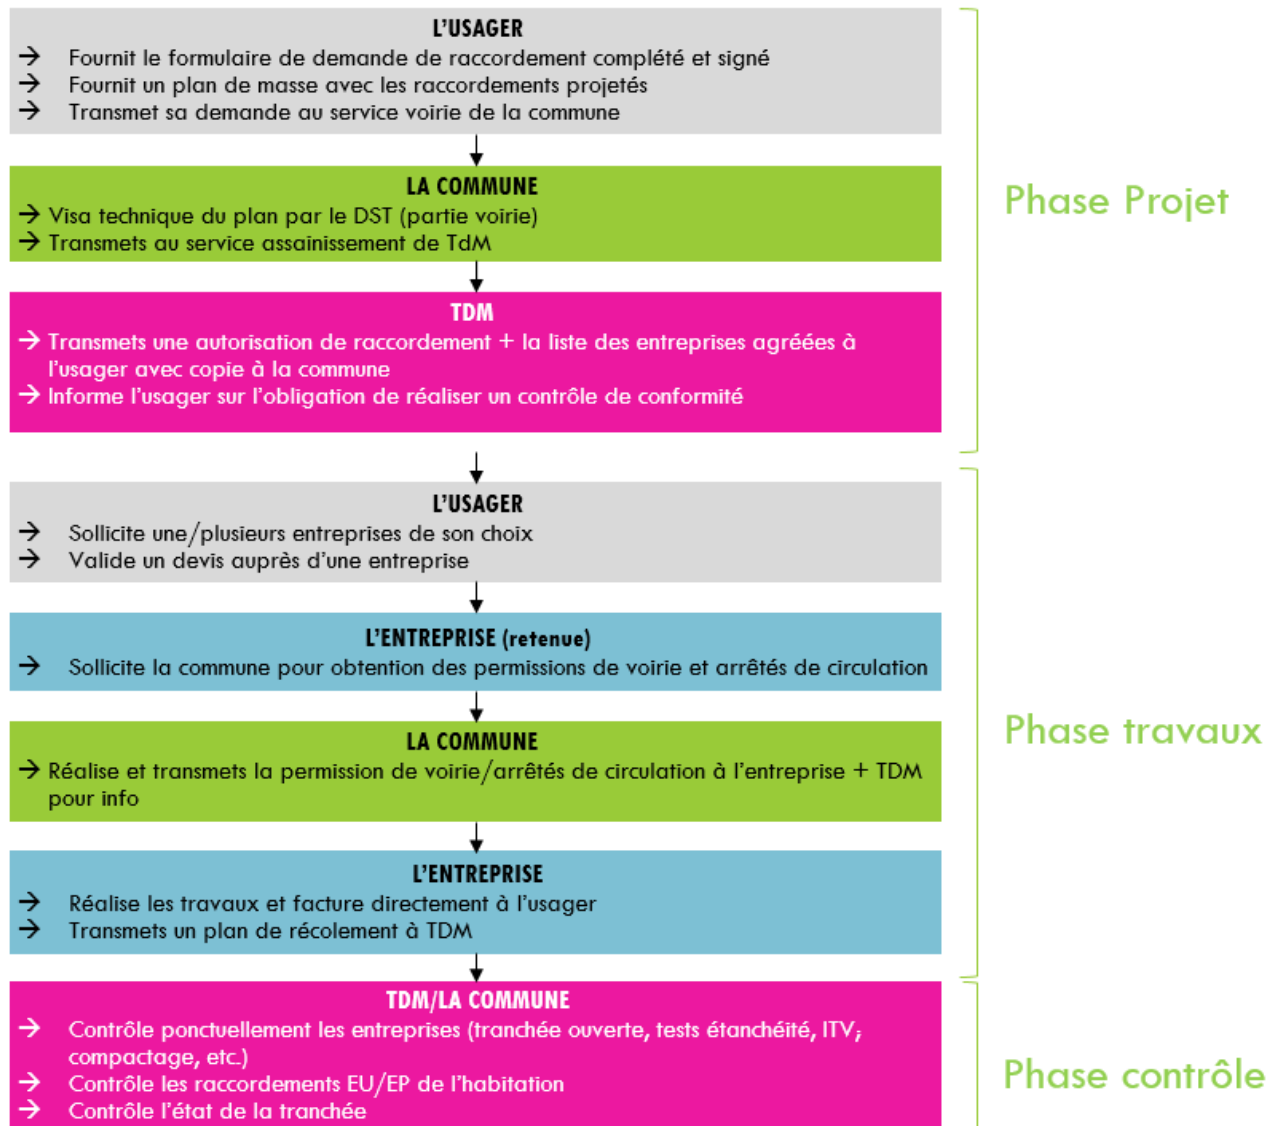 L'USAGER
→ Fournit le formulaire de demande de raccordement complété et signé
→ Fournit un plan de masse avec les raccordements projetés
→ Transmet sa demande au service voirie de la commune
LA COMMUNE
→ Visa technique du plan par le DST (partie voirie)
→ Transmets au service assainissement de TdM
Phase Projet
TDM
→ Transmets une autorisation de raccordement + la liste des entreprises agréées à
l'usager avec copie à la commune
→ Informe l'usager sur l'obligation de réaliser un contrôle de conformité
L'USAGER
→ Sollicite une/plusieurs entreprises de son choix
→ Valide un devis auprès d'une entreprise
L'ENTREPRISE (retenue)
→ Sollicite la commune pour obtention des permissions de voirie et arrêtés de circulation
LA COMMUNE
→ Réalise et transmets la permission de voirie/arrêtés de circulation à l'entreprise + TDM
pour info
Phase travaux
L'ENTREPRISE
→ Réalise les travaux et facture directement à l'usager
→ Transmets un plan de récolement à TDM
TDM/LA COMMUNE
→ Contrôle ponctuellement les entreprises (tranchée ouverte, tests étanchéïté, ITV;
compactage, etc.)
→ Contrôle les raccordements EU/EP de l'habitation
→ Contrôle l'état de la tranchée
Phase contrôle